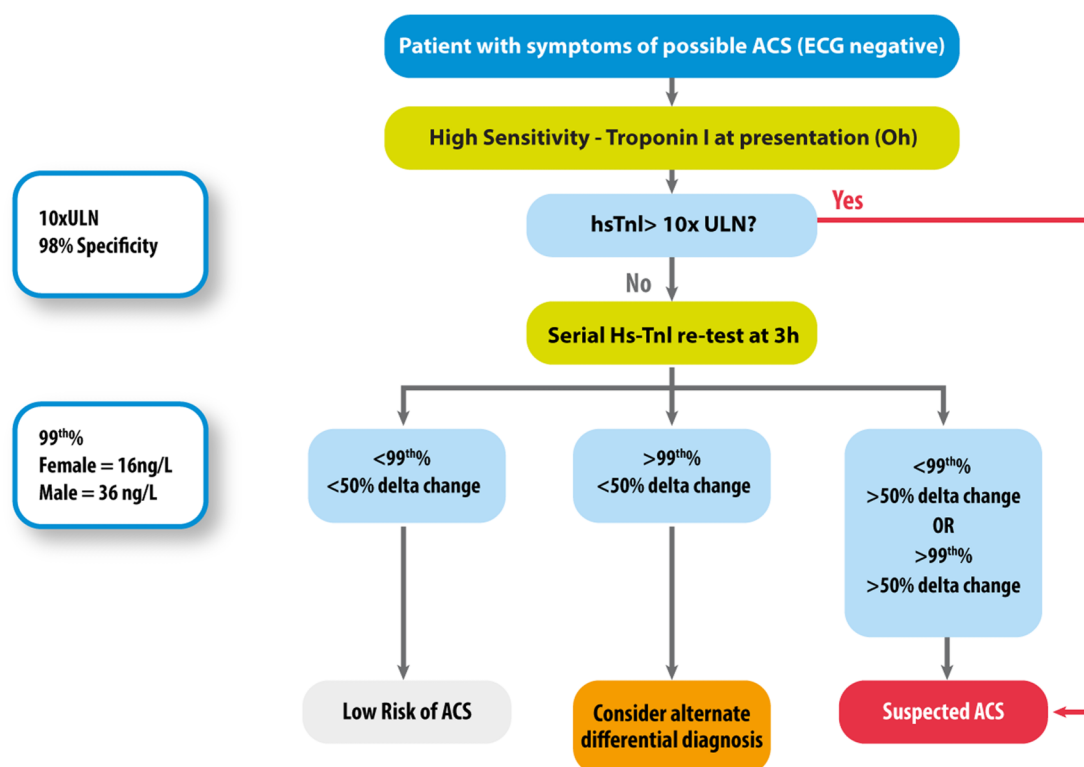 Patient with symptoms of possible ACS (ECG negative)
High Sensitivity - Troponin I at presentation (Oh)
10xULN
98% Specificity
hsTnl> 10x ULN?
Yes
No
Serial Hs-Tnl re-test at 3h
99th%
Female = 16ng/L
Male = 36 ng/L
<99th%
<50% delta change
>99th%
<50% delta change
<99th%
>50% delta change
OR
>99th%
>50% delta change
Low Risk of ACS
Consider alternate
differential diagnosis
Suspected ACS